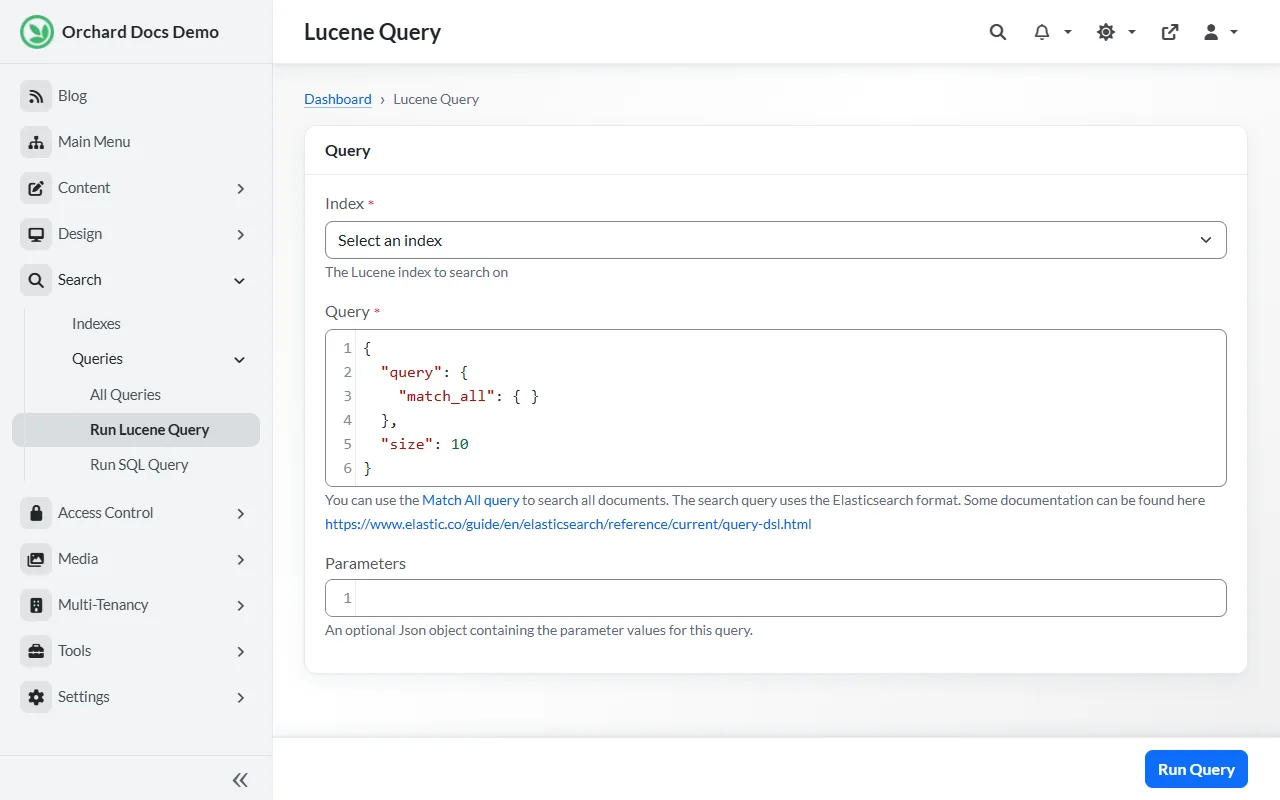 Orchard Docs Demo
Lucene Query
Blog
Main Menu
Content
Design
Search
Indexes
Queries
All Queries
Run Lucene Query
Run SQL Query
Access Control
Media
Multi-Tenancy
Tools
Settings
Dashboard › Lucene Query
Query
Index *
Select an index
The Lucene index to search on
Query *
1 {
2 "query": {
3 "match_all": { }
4 },
5 "size": 10
6 }
You can use the Match All query to search all documents. The search query uses the Elasticsearch format. Some documentation can be found here
https://www.elastic.co/guide/en/elasticsearch/reference/current/query-dsl.html
Parameters
1
An optional Json object containing the parameter values for this query.
Run Query